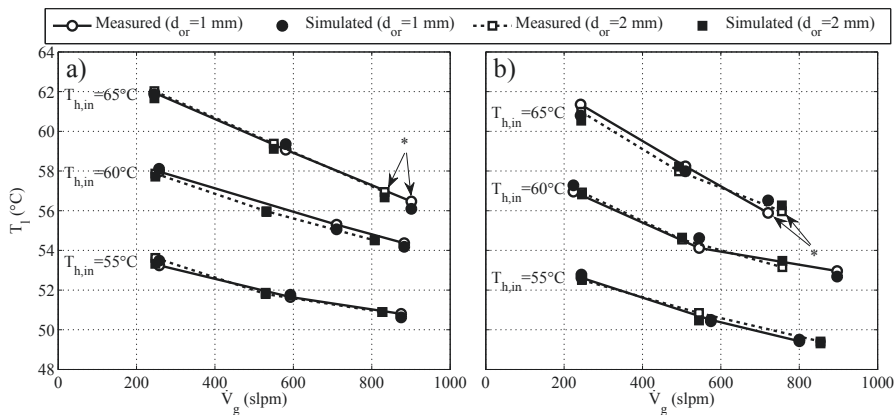 Measured (d_or=1 mm) Simulated (d_or=1 mm) Measured (d_or=2 mm) Simulated (d_or=2 mm)
a)
64
62
60
58
56
54
52
50
48
T_l (°C)
T_h,in=65°C
T_h,in=60°C
T_h,in=55°C
*
0 200 400 600 800 1000
V̇_g (slpm)
b)
T_h,in=65°C
T_h,in=60°C
T_h,in=55°C
*
0 200 400 600 800 1000
V̇_g (slpm)